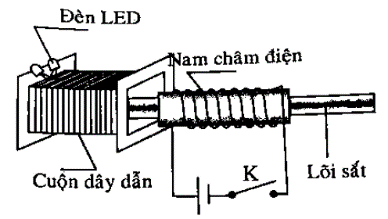 Đèn LED
Nam châm điện
K
Lõi sắt
Cuộn dây dẫn